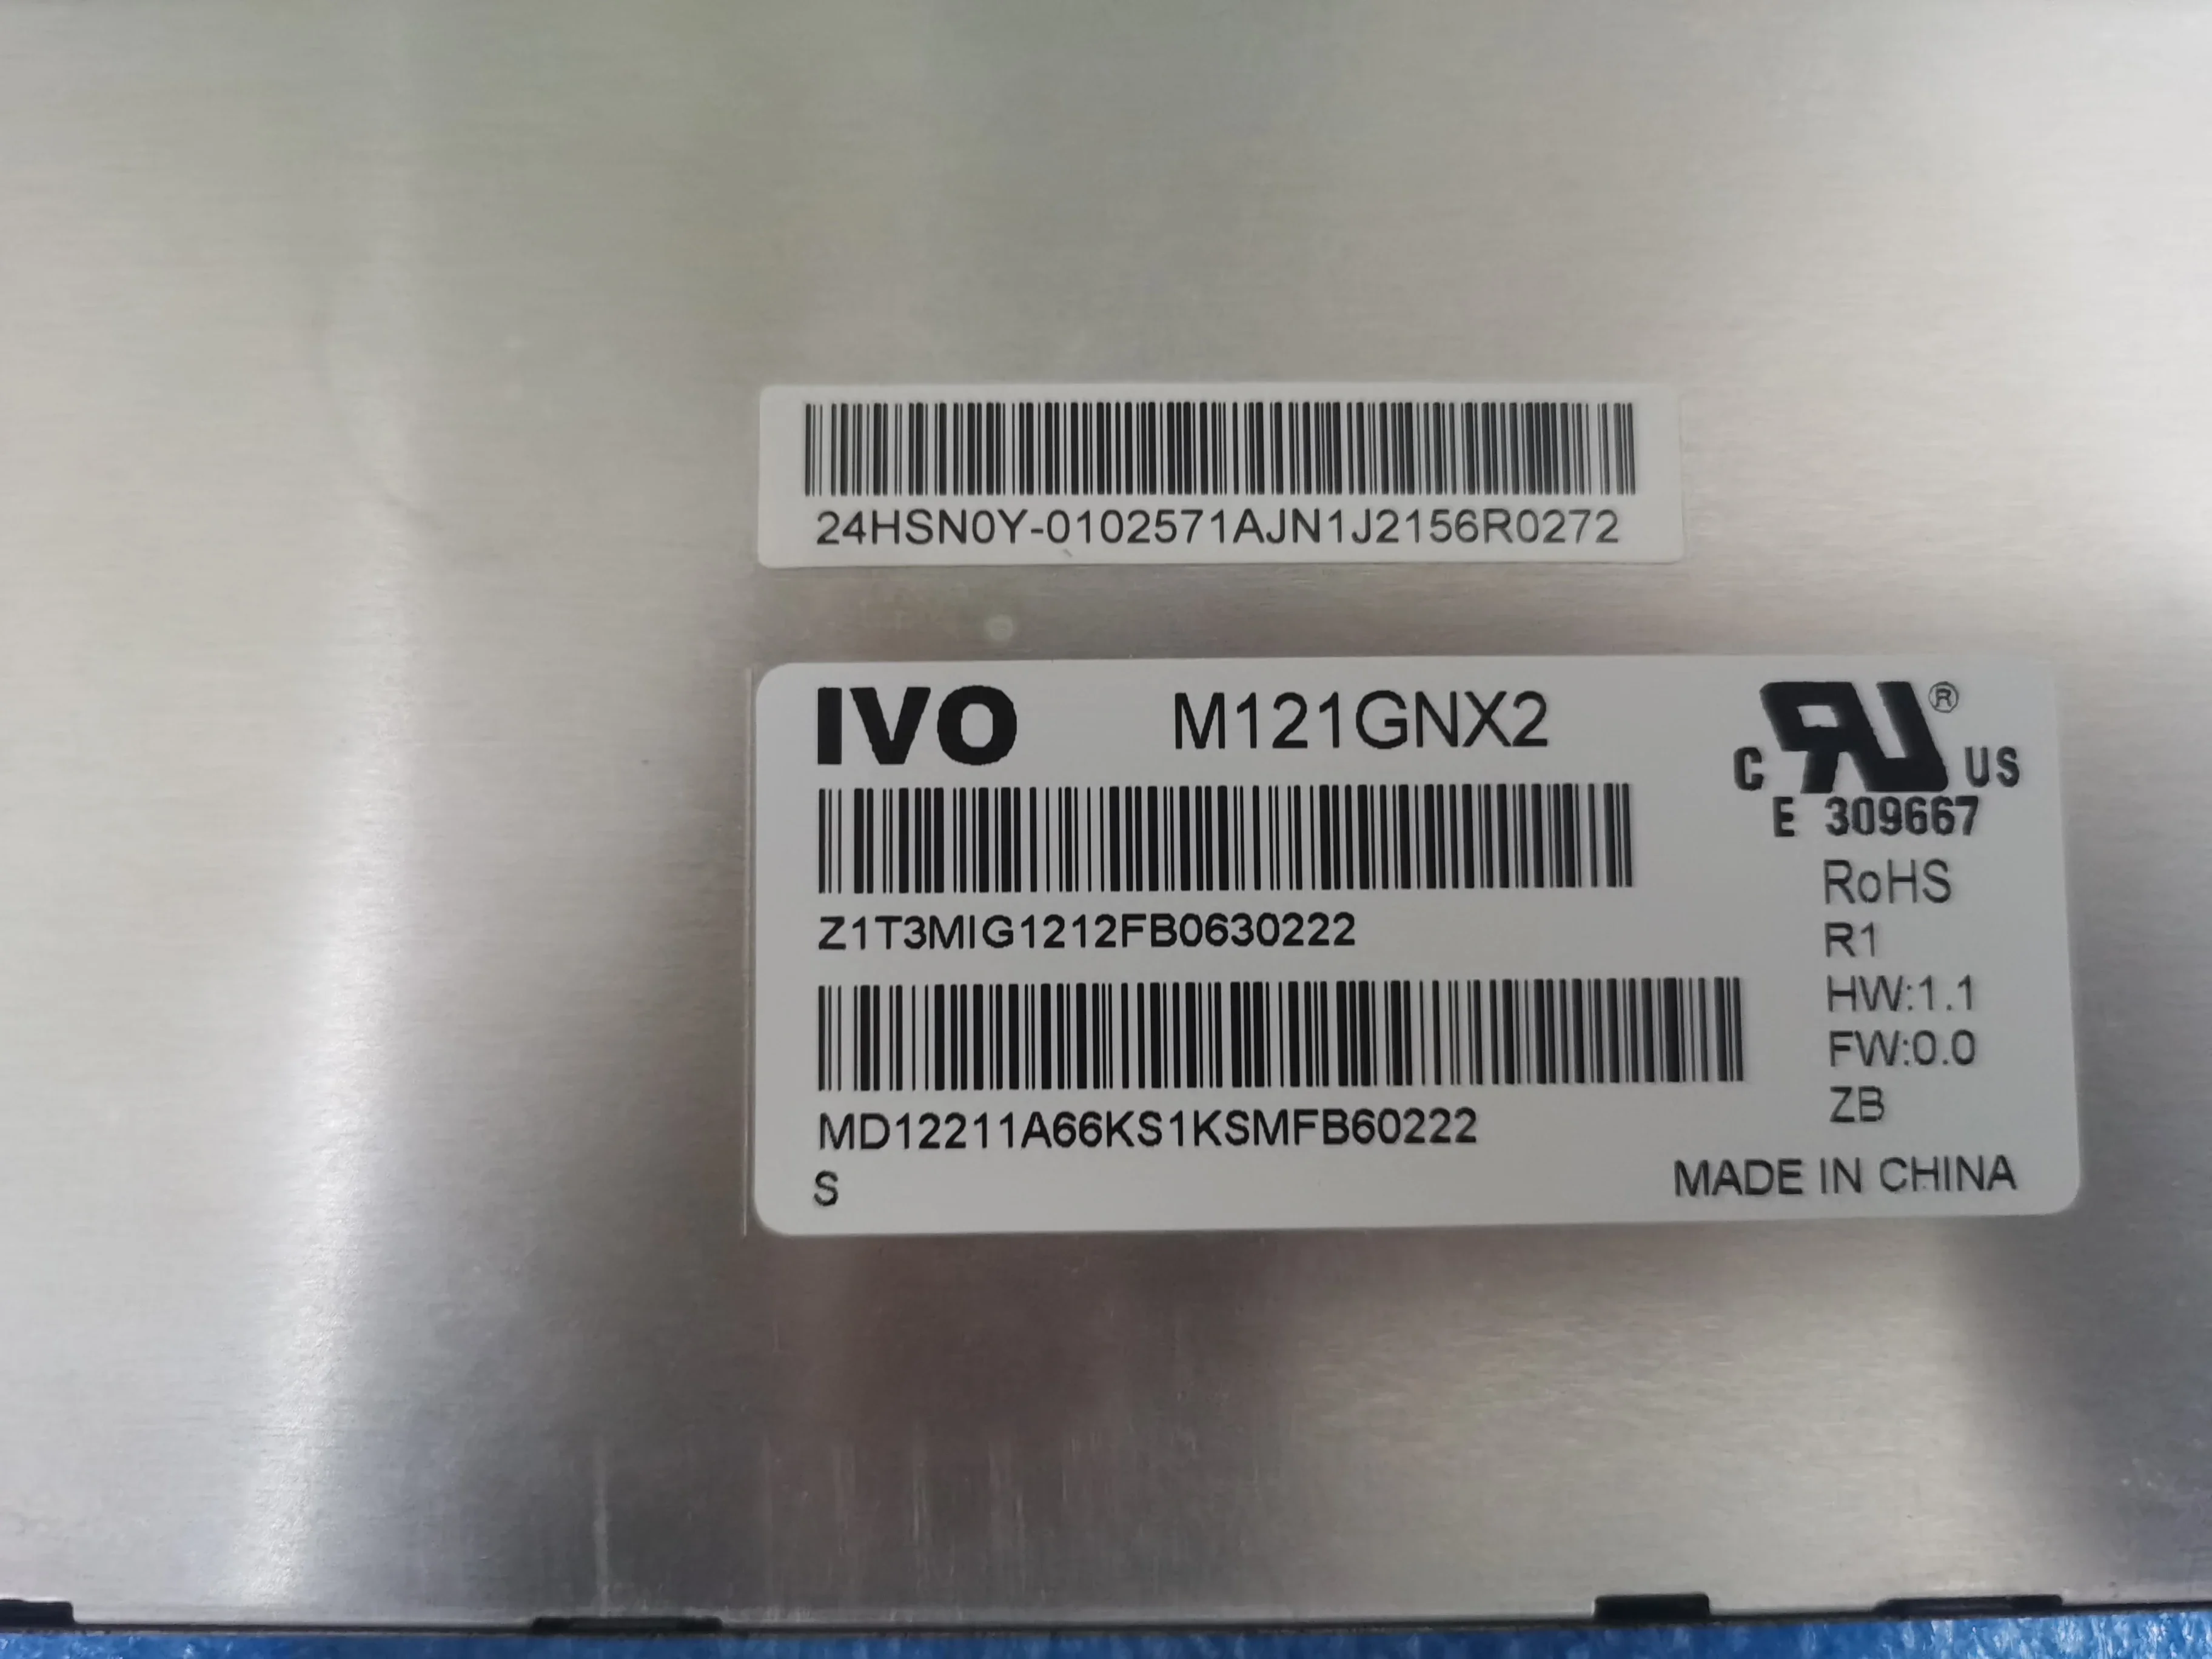 24HSN0Y-0102571AJN1J2156R0272
IVO M121GNX2
®
C RU US
E 309667
Z1T3MIG1212FB0630222
RoHS
R1
HW:1.1
FW:0.0
ZB
MD12211A66KS1KSMFB60222
S
MADE IN CHINA